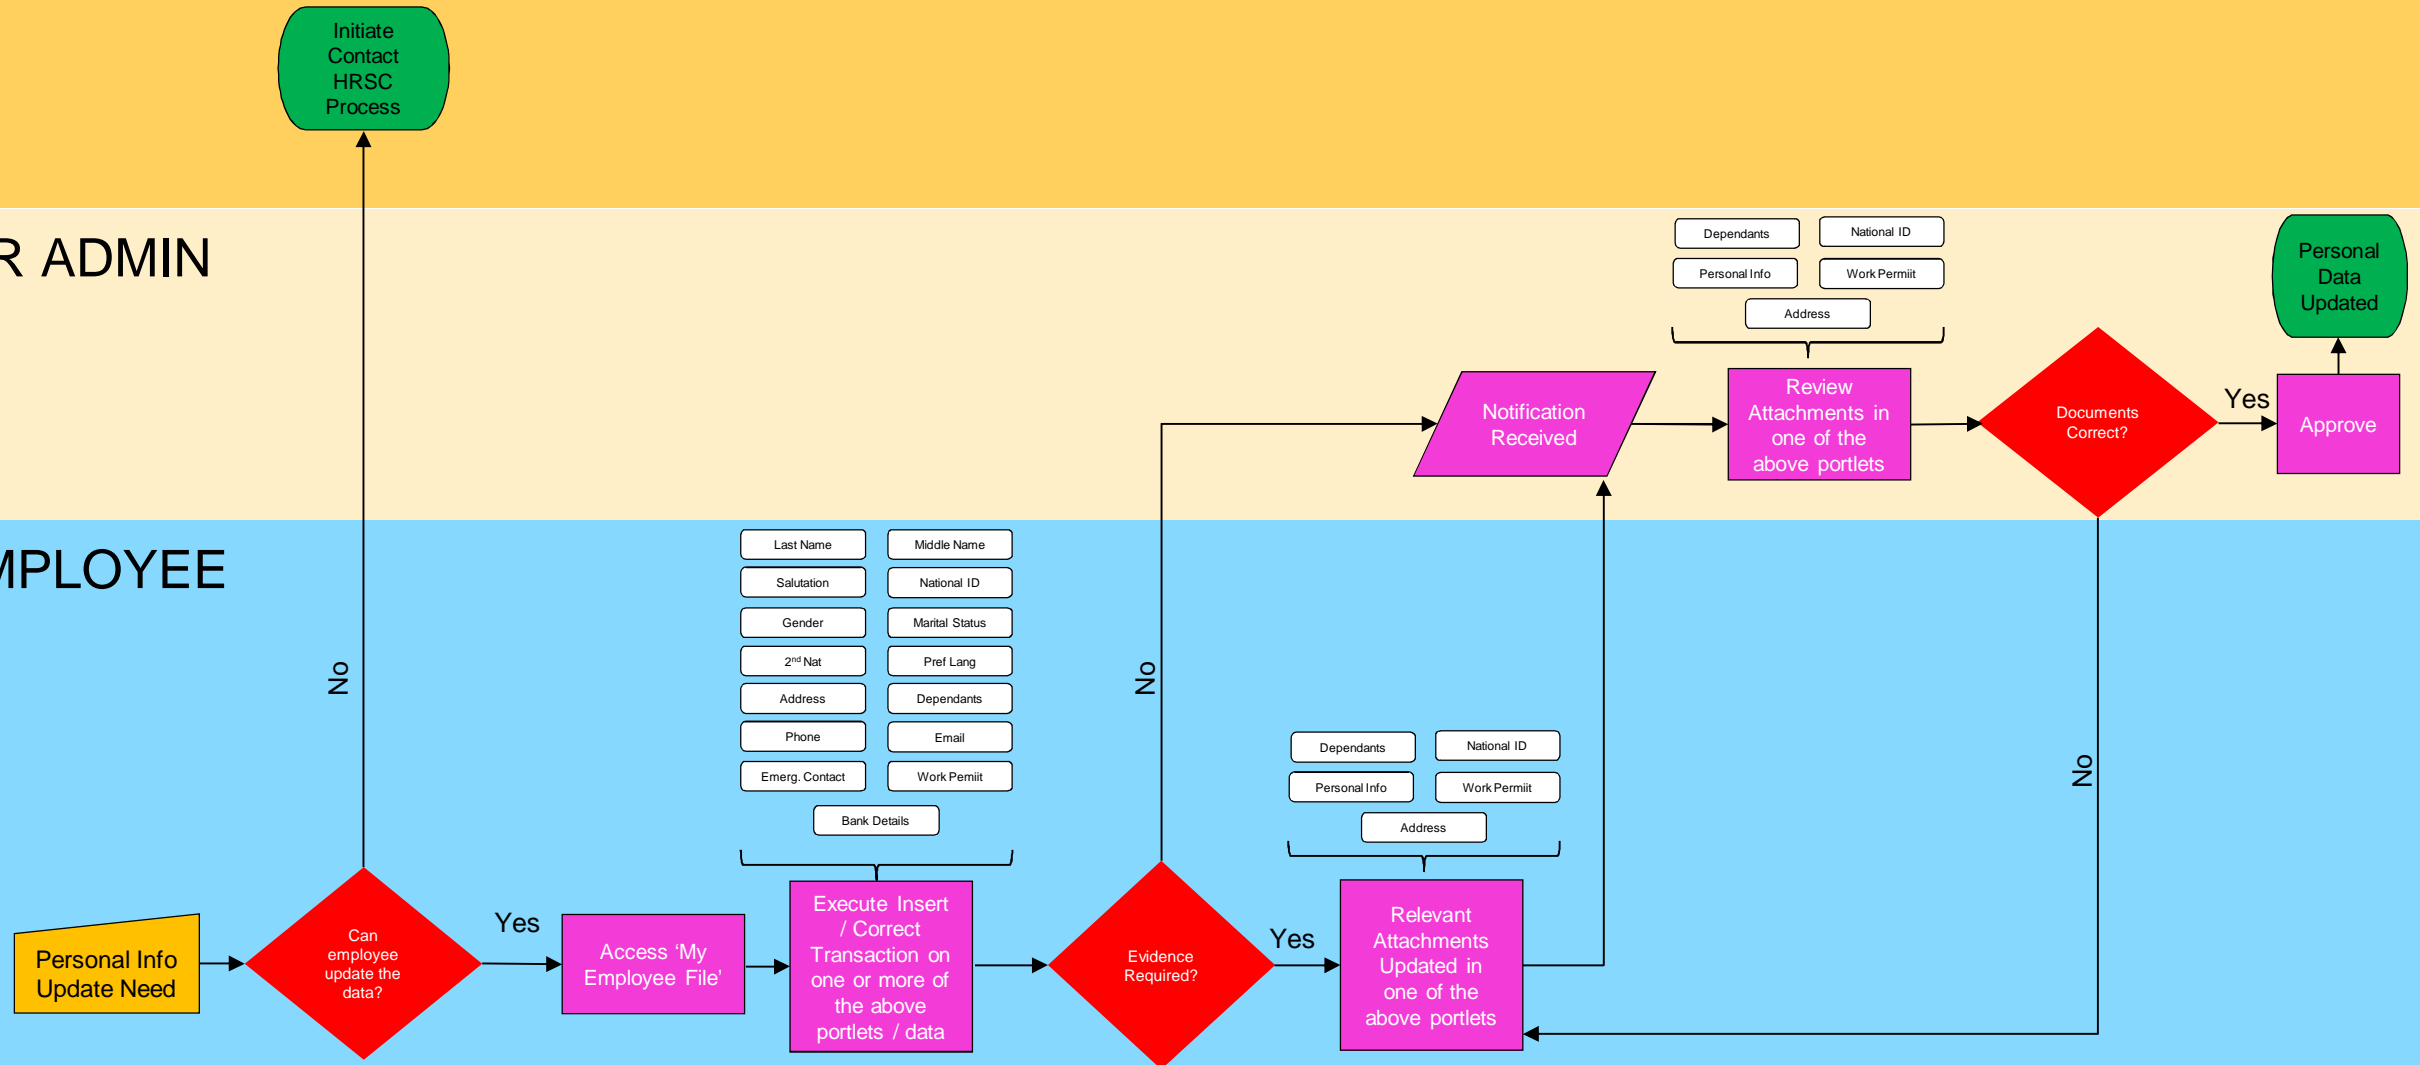 Initiate
Contact
HRSC
Process
R ADMIN
Dependants
National ID
Personal Info
Work Permiit
Address
Personal
Data
Updated
Notification
Received
Review
Attachments in
one of the
above portlets
Documents
Correct?
Yes
Approve
MPLOYEE
Last Name
Middle Name
Salutation
National ID
Gender
Marital Status
2nd Nat
Pref Lang
Address
Dependants
Phone
Email
Emerg. Contact
Work Permiit
Bank Details
No
No
No
Dependants
National ID
Personal Info
Work Permiit
Address
Personal Info
Update Need
Can
employee
update the
data?
Yes
Access ‘My
Employee File’
Execute Insert
/ Correct
Transaction on
one or more of
the above
portlets / data
Evidence
Required?
Yes
Relevant
Attachments
Updated in
one of the
above portlets